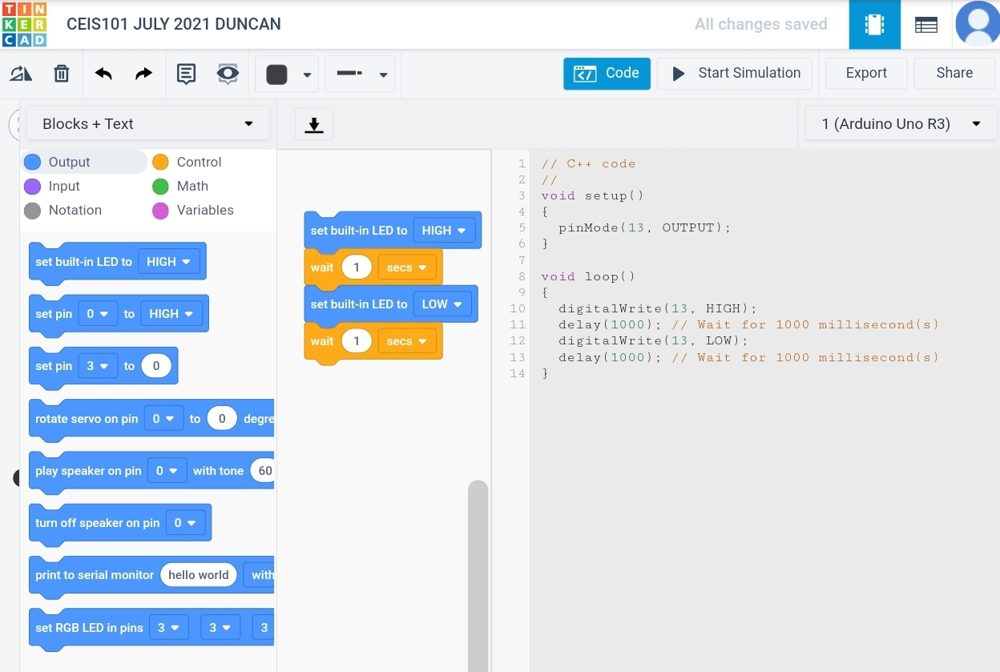 TIN
KER
CAD
CEIS101 JULY 2021 DUNCAN
All changes saved
Code
Start Simulation
Export
Share
Blocks + Text
1 (Arduino Uno R3)
Output
Control
Input
Math
Notation
Variables
set built-in LED to HIGH
set pin 0 to HIGH
set pin 3 to 0
rotate servo on pin 0 to 0 degre
play speaker on pin 0 with tone 60
turn off speaker on pin 0
print to serial monitor hello world with
set RGB LED in pins 3 3 3
set built-in LED to HIGH
wait 1 secs
set built-in LED to LOW
wait 1 secs
1 // C++ code
2 //
3 void setup()
4 {
5 pinMode(13, OUTPUT);
6 }
7
8 void loop()
9 {
10 digitalWrite(13, HIGH);
11 delay(1000); // Wait for 1000 millisecond(s)
12 digitalWrite(13, LOW);
13 delay(1000); // Wait for 1000 millisecond(s)
14 }